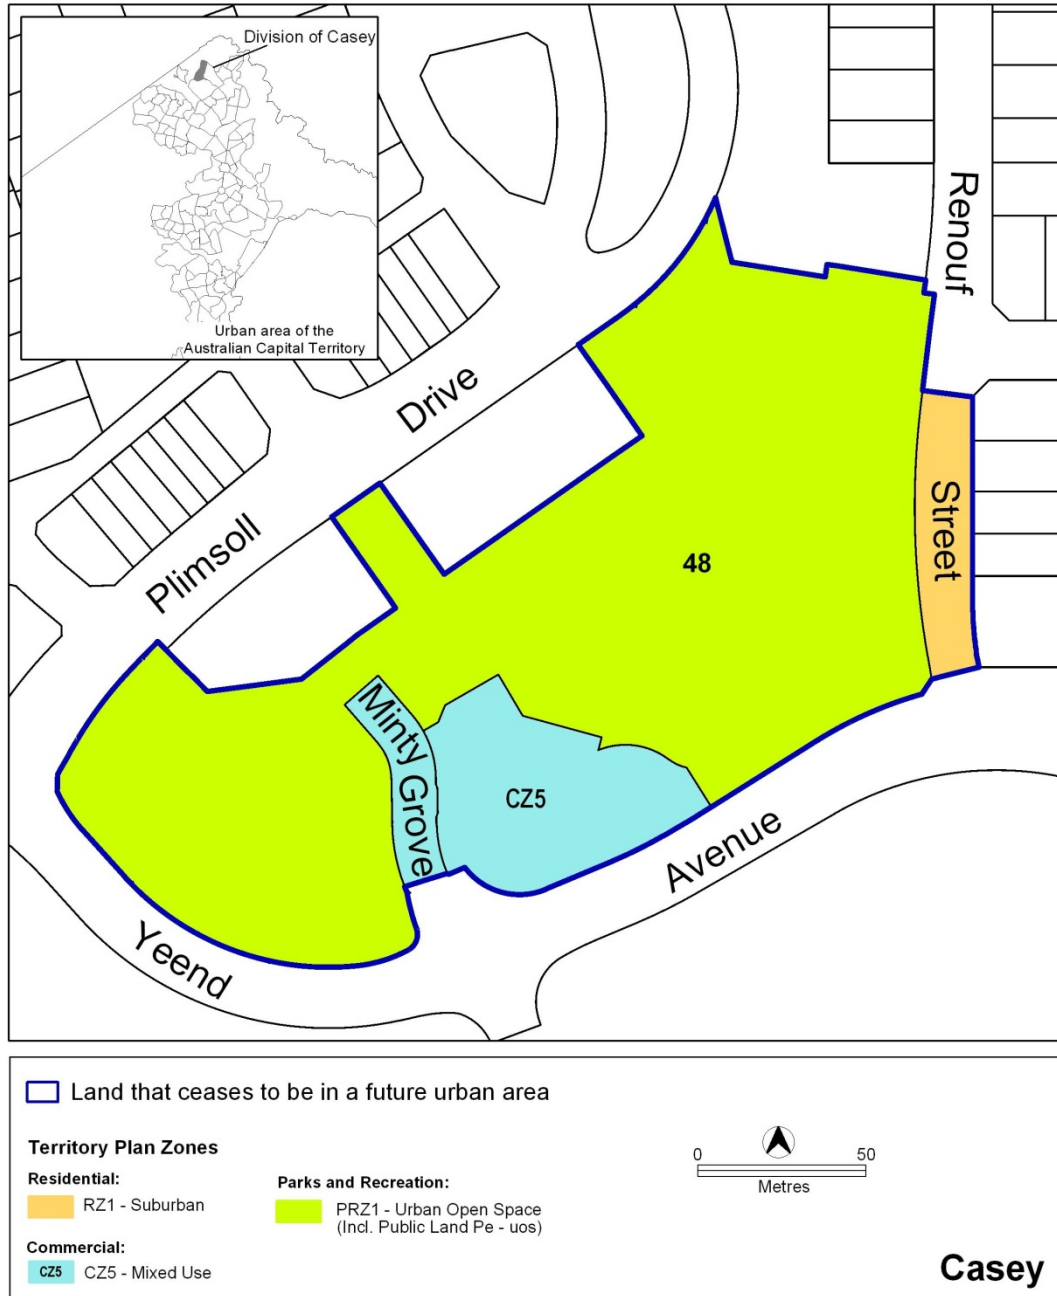 Division of Casey
Urban area of the
Australian Capital Territory
Renouf
Drive
Street
Plimsoll
48
Minty Grove
CZ5
Avenue
Yeend
Land that ceases to be in a future urban area
Territory Plan Zones
Residential:
RZ1 - Suburban
Parks and Recreation:
PRZ1 - Urban Open Space
(Incl. Public Land Pe - uos)
Commercial:
CZ5 CZ5 - Mixed Use
0 50
Metres
Casey